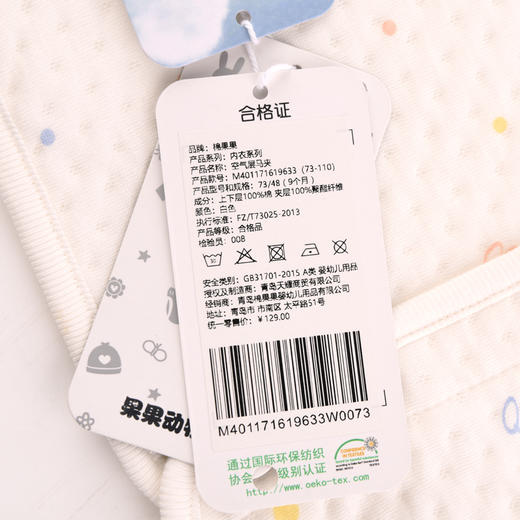 合格证
品牌：棉果果
产品系列：内衣系列
产品名称：空气层马夹
产品款号：M401171619633 (73-110)
产品型号和规格：73/48 (9个月)
成分：上下层100%棉 夹层100%聚酯纤维
颜色：白色
执行标准：FZ/T73025-2013
产品等级：合格品
检验员：008
安全类别：GB31701-2015 A类 婴幼儿用品
授权及制造商：青岛天臻商贸有限公司
经销商：青岛棉果果婴幼儿用品有限公司
地址：青岛市 市南区 太平路51号
统一零售价：￥129.00
M401171619633W0073
通过国际环保纺织
协会 级别认证
http://www.oeko-tex.com
CONFIDENCE
IN TEXTILES
果果动物